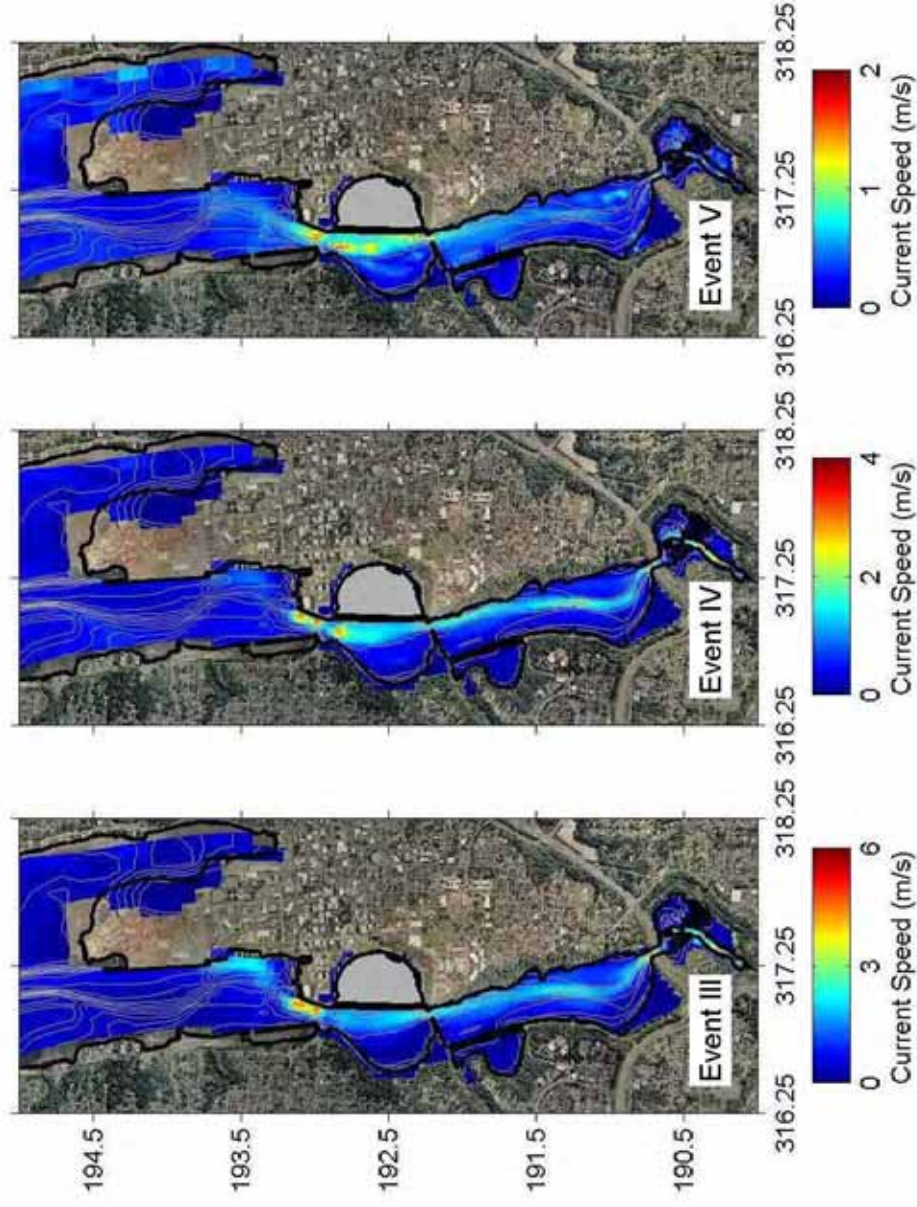 194.5
193.5
192.5
191.5
190.5
Event III
316.25 317.25 318.25
0 3 6
Current Speed (m/s)
Event IV
316.25 317.25 318.25
0 2 4
Current Speed (m/s)
Event V
316.25 317.25 318.25
0 1 2
Current Speed (m/s)